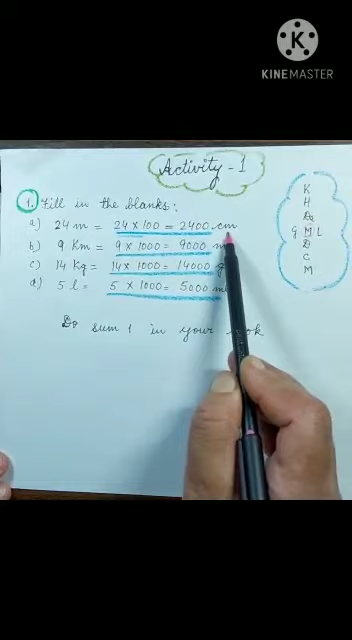 K
KINEMASTER
Activity-1
1. Fill in the blanks:
a) 24 m = 24 x 100 = 2400 cm
b) 9 Km = 9 x 1000 = 9000 m
c) 14 Kg = 14 x 1000 = 14000 g
d) 5 l = 5 x 1000 = 5000 ml
Do sum 1 in your
K
H
Da
G M L
D
C
M